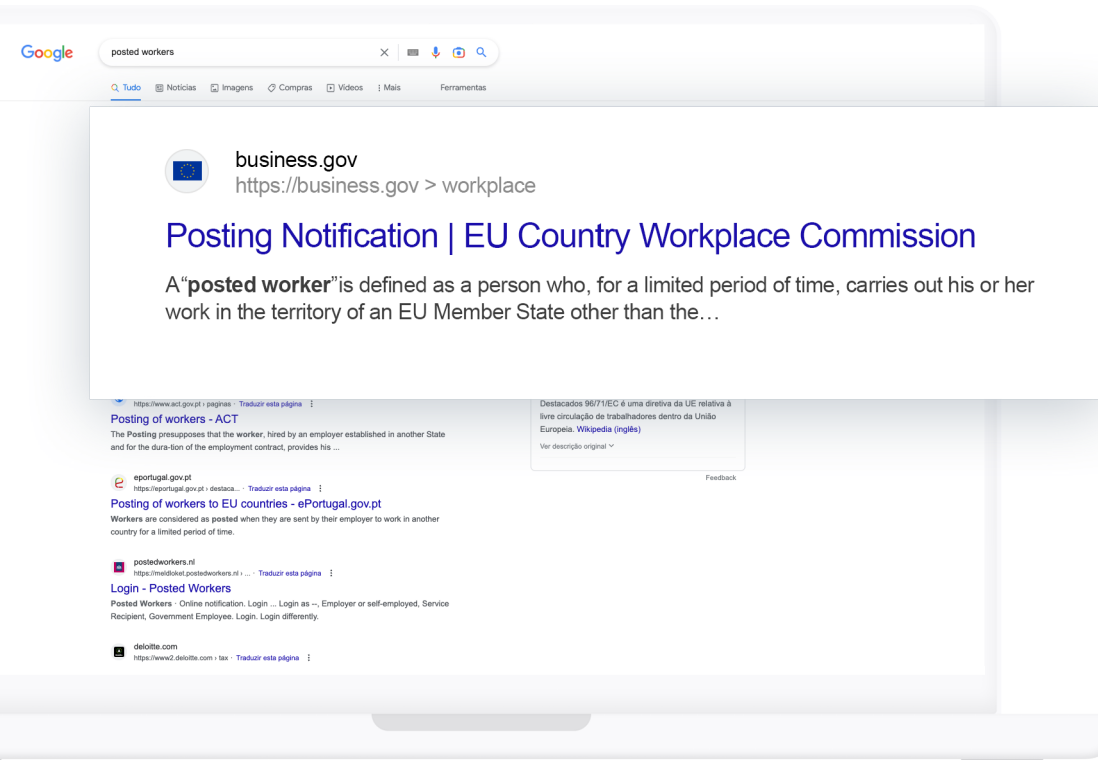 Google
posted workers
Tudo Notícias Imagens Compras Vídeos Mais Ferramentas
business.gov
https://business.gov > workplace
Posting Notification | EU Country Workplace Commission
A“posted worker”is defined as a person who, for a limited period of time, carries out his or her
work in the territory of an EU Member State other than the…
https://www.act.gov.pt › paginas · Traduzir esta página
Posting of workers - ACT
The Posting presupposes that the worker, hired by an employer established in another State
and for the dura-tion of the employment contract, provides his ...
eportugal.gov.pt
https://eportugal.gov.pt › destaca... · Traduzir esta página
Posting of workers to EU countries - ePortugal.gov.pt
Workers are considered as posted when they are sent by their employer to work in another
country for a limited period of time.
postedworkers.nl
https://meldloket.postedworkers.nl › ... · Traduzir esta página
Login - Posted Workers
Posted Workers · Online notification. Login ... Login as --, Employer or self-employed, Service
Recipient, Government Employee. Login. Login differently.
deloitte.com
https://www2.deloitte.com › tax · Traduzir esta página
Destacados 96/71/EC é uma diretiva da UE relativa à
livre circulação de trabalhadores dentro da União
Europeia. Wikipedia (inglês)
Ver descrição original
Feedback